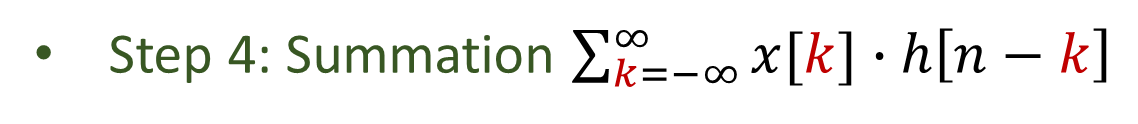 • Step 4: Summation ∑_{k=−∞}^{∞} x[k] · h[n − k]